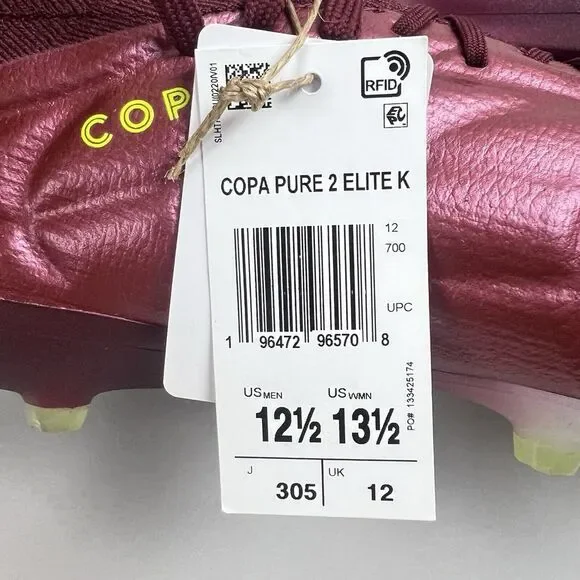 COP
RFID
COPA PURE 2 ELITE K
12
700
UPC
1 96472 96570 8
PO# 133425174
US MEN US WMN
12½ 13½
J UK
305 12